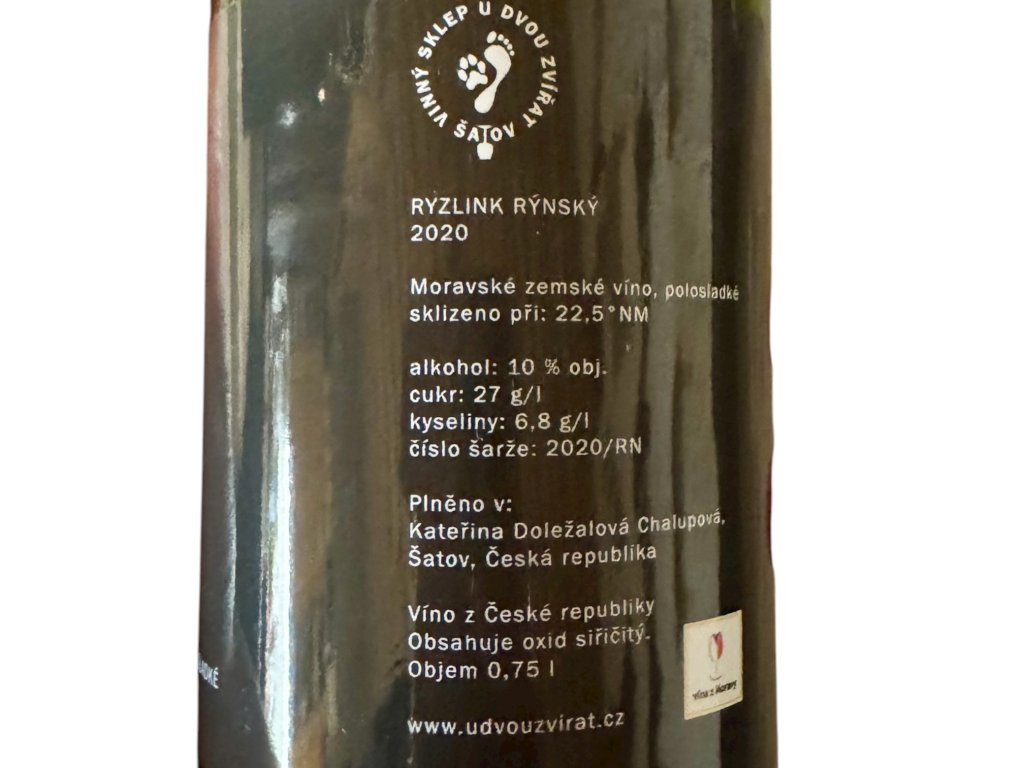 VINNÝ SKLEP U DVOU ZVÍŘAT
ŠATOV
RYZLINK RÝNSKÝ
2020
Moravské zemské víno, polosladké
sklizeno při: 22,5°NM
alkohol: 10 % obj.
cukr: 27 g/l
kyseliny: 6,8 g/l
číslo šarže: 2020/RN
Plněno v:
Kateřina Doležalová Chalupová,
Šatov, Česká republika
Víno z České republiky
Obsahuje oxid siřičitý.
Objem 0,75 l
vína z Moravy
www.udvouzvirat.cz